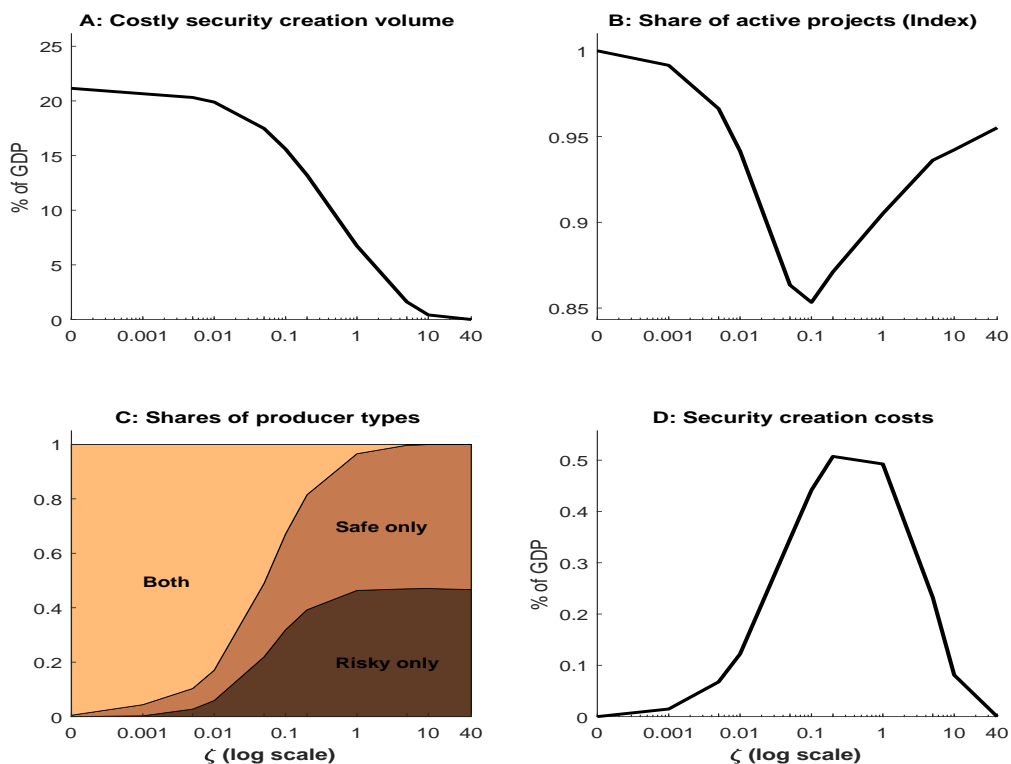 A: Costly security creation volume
25
20
15
10
5
0
% of GDP
0 0.001 0.01 0.1 1 10 40
B: Share of active projects (Index)
1
0.95
0.9
0.85
0 0.001 0.01 0.1 1 10 40
C: Shares of producer types
1
0.8
0.6
0.4
0.2
0
Both
Safe only
Risky only
0 0.001 0.01 0.1 1 10 40
ζ (log scale)
D: Security creation costs
0.5
0.4
0.3
0.2
0.1
0
% of GDP
0 0.001 0.01 0.1 1 10 40
ζ (log scale)